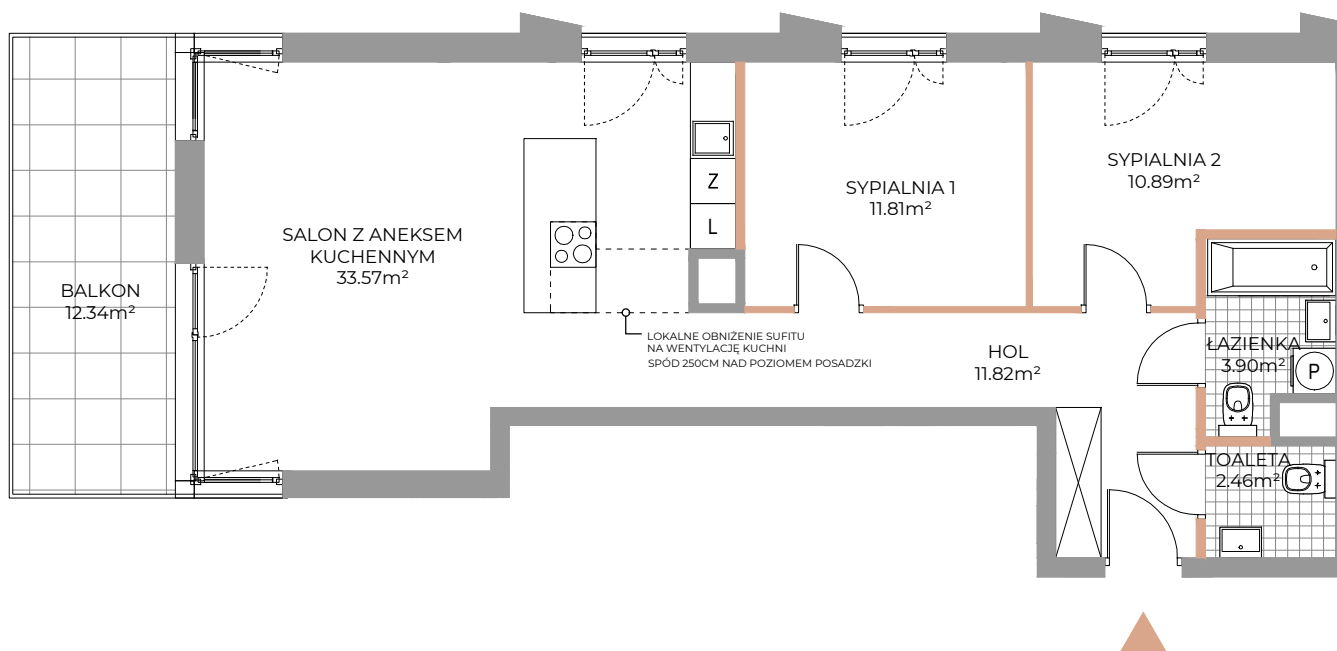 SYPIALNIA 2
10.89m²
Z
SYPIALNIA 1
11.81m²
L
SALON Z ANEKSEM
KUCHENNYM
33.57m²
BALKON
12.34m²
LOKALNE OBNIŻENIE SUFITU
NA WENTYLACJĘ KUCHNI
SPÓD 250CM NAD POZIOMEM POSADZKI
HOL
11.82m²
ŁAZIENKA
3.90m²
P
TOALETA
2.46m²